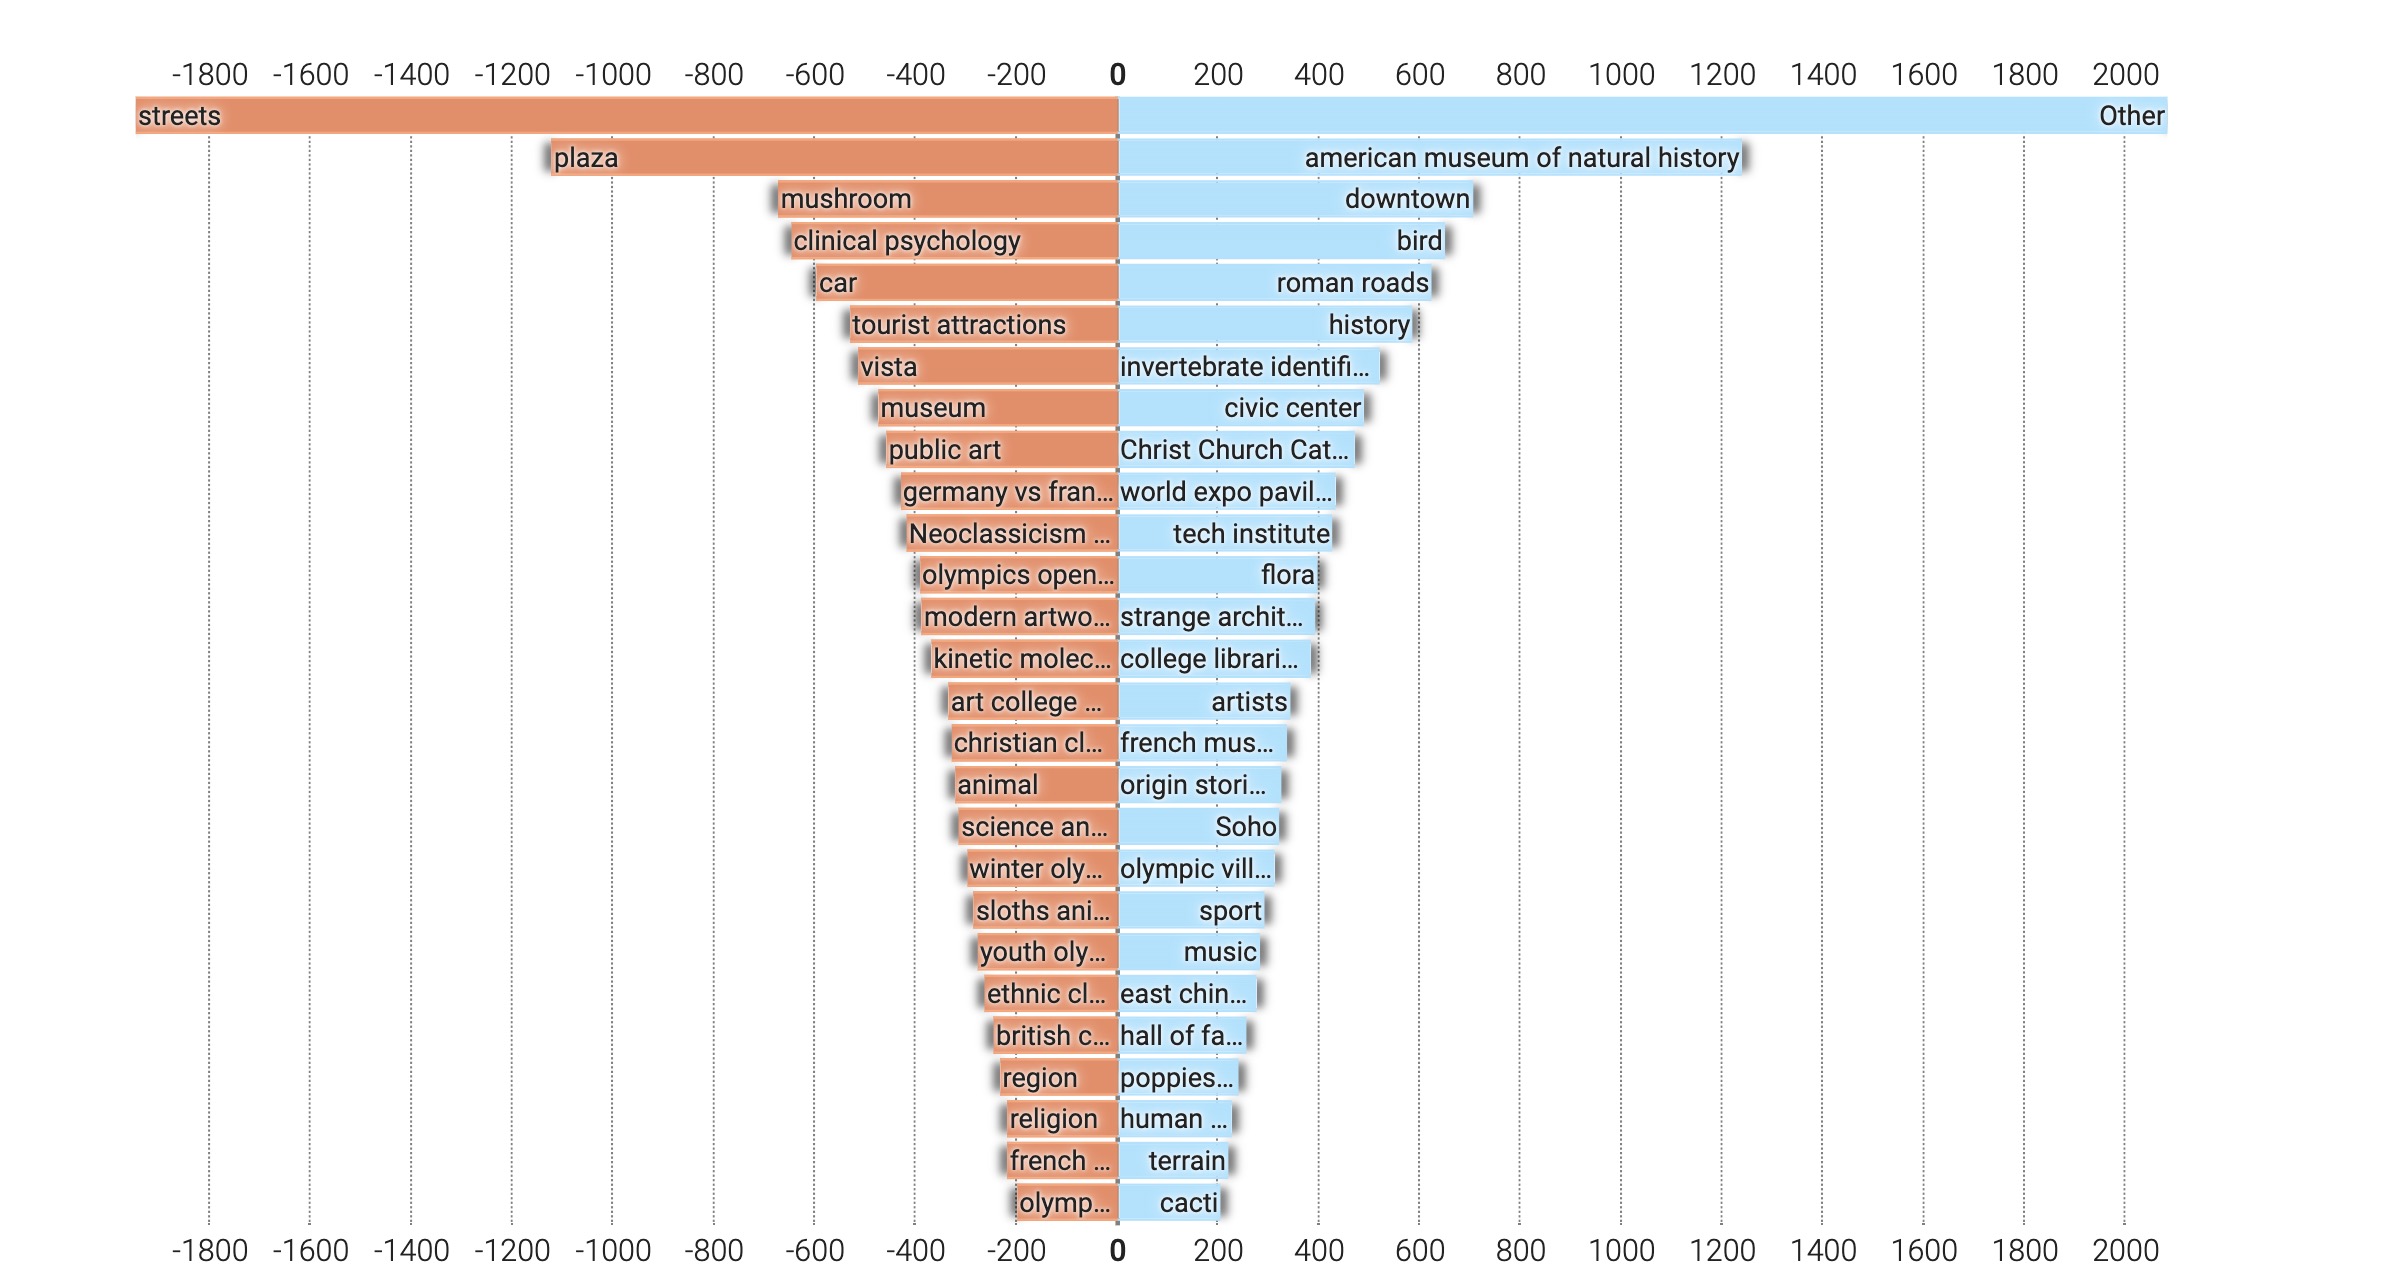 -1800 -1600 -1400 -1200 -1000 -800 -600 -400 -200 0 200 400 600 800 1000 1200 1400 1600 1800 2000
streets Other
plaza american museum of natural history
mushroom downtown
clinical psychology bird
car roman roads
tourist attractions history
vista invertebrate identifi...
museum civic center
public art Christ Church Cat...
germany vs fran... world expo pavil...
Neoclassicism ... tech institute
olympics open... flora
modern artwo... strange archit...
kinetic molec... college librari...
art college ... artists
christian cl... french mus...
animal origin stori...
science an... Soho
winter oly... olympic vill...
sloths ani... sport
youth oly... music
ethnic cl... east chin...
british c... hall of fa...
region poppies...
religion human ...
french ... terrain
olymp... cacti
-1800 -1600 -1400 -1200 -1000 -800 -600 -400 -200 0 200 400 600 800 1000 1200 1400 1600 1800 2000